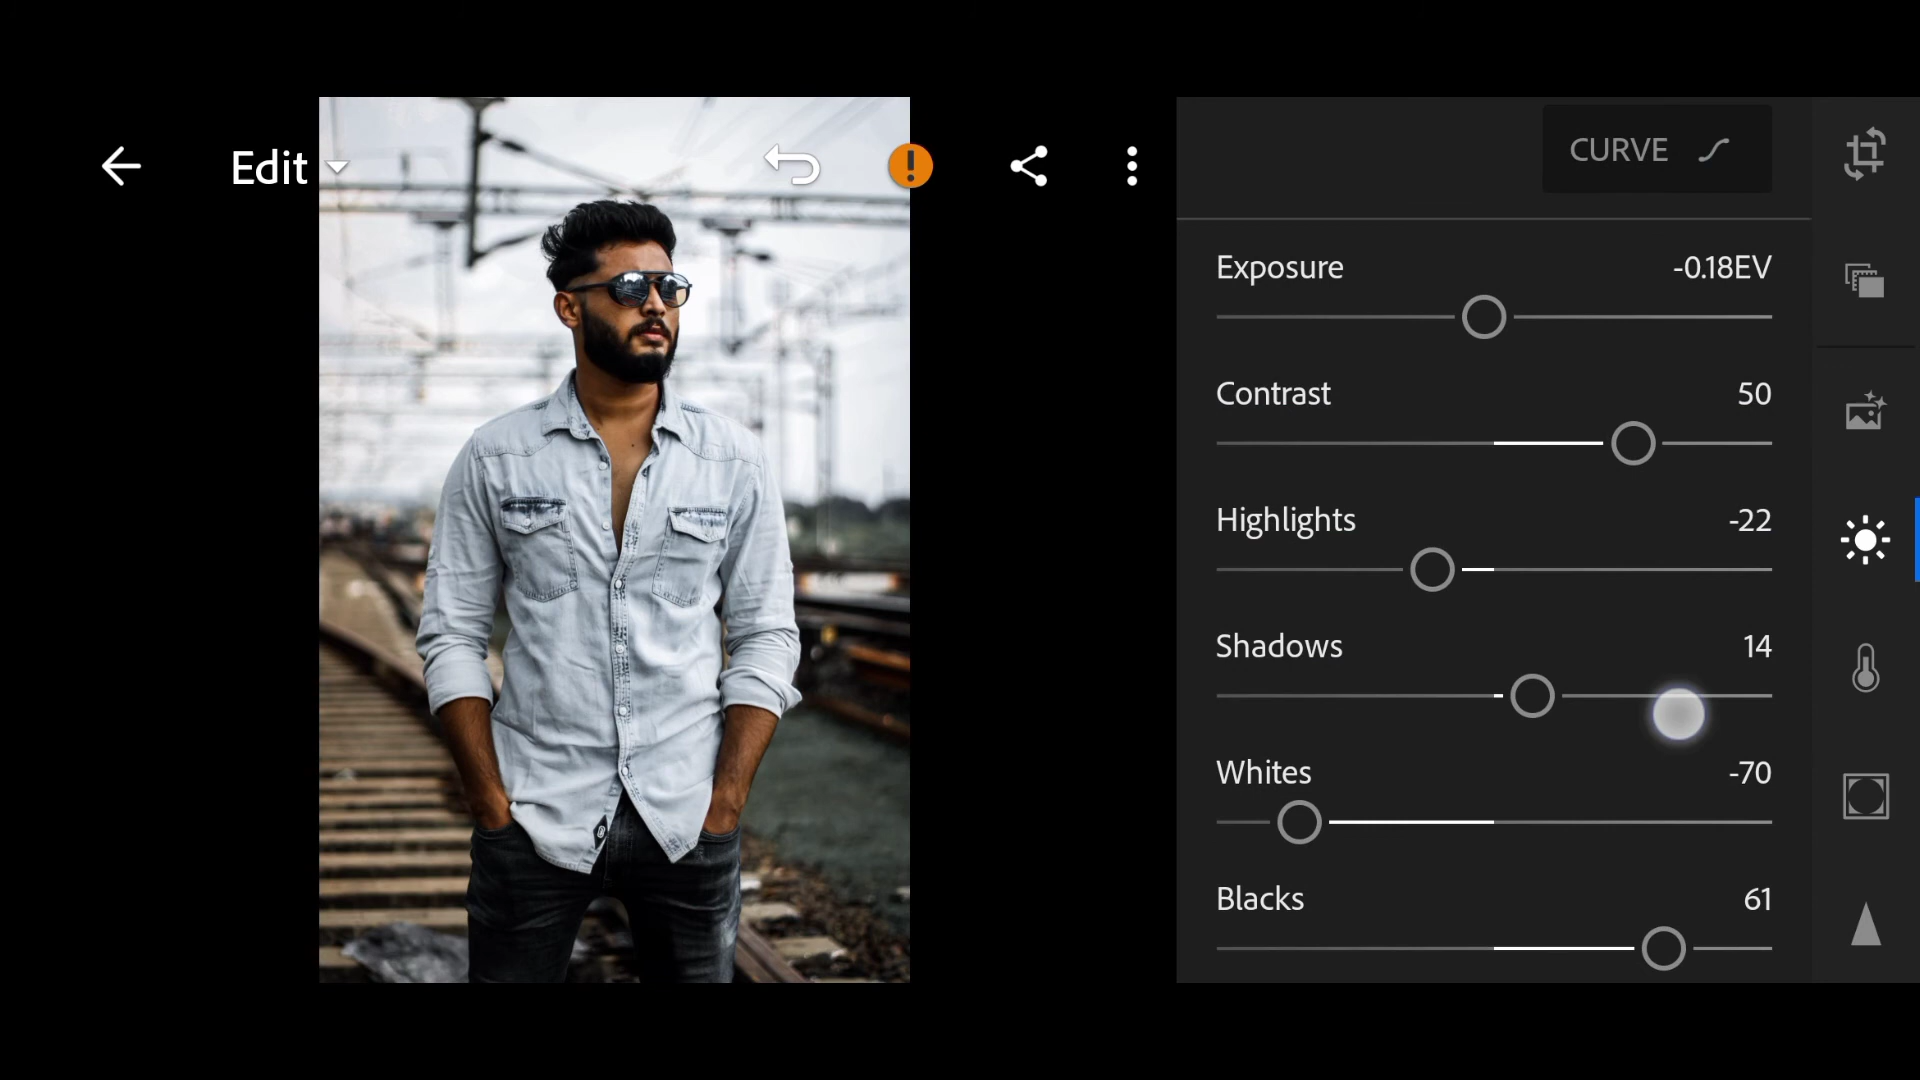 Edit
CURVE
Exposure -0.18EV
Contrast 50
Highlights -22
Shadows 14
Whites -70
Blacks 61